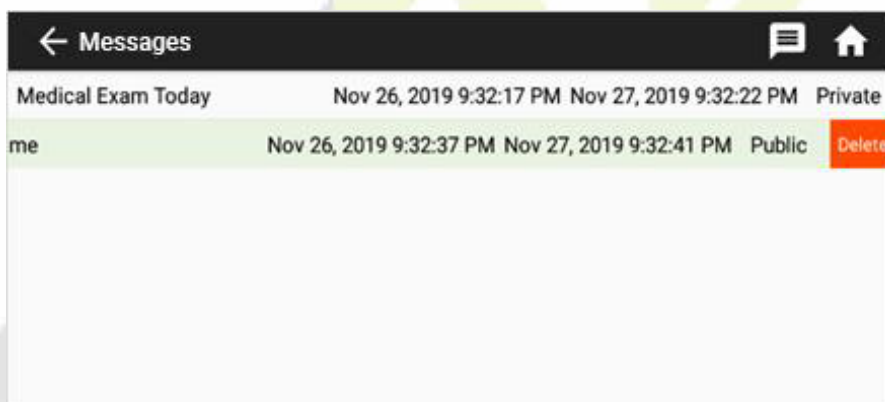 Messages
Medical Exam Today Nov 26, 2019 9:32:17 PM Nov 27, 2019 9:32:22 PM Private
me Nov 26, 2019 9:32:37 PM Nov 27, 2019 9:32:41 PM Public Delete